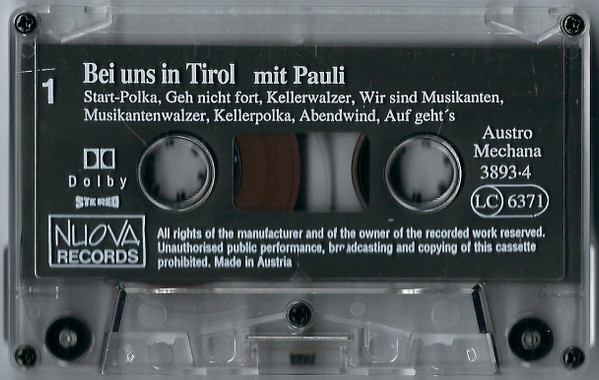 Bei uns in Tirol mit Pauli
1
Start-Polka, Geh nicht fort, Kellerwalzer, Wir sind Musikanten,
Musikantenwalzer, Kellerpolka, Abendwind, Auf geht´s
Dolby
STEREO
Austro
Mechana
3893-4
LC 6371
NUOVA
RECORDS
All rights of the manufacturer and of the owner of the recorded work reserved.
Unauthorised public performance, broadcasting and copying of this cassette
prohibited. Made in Austria